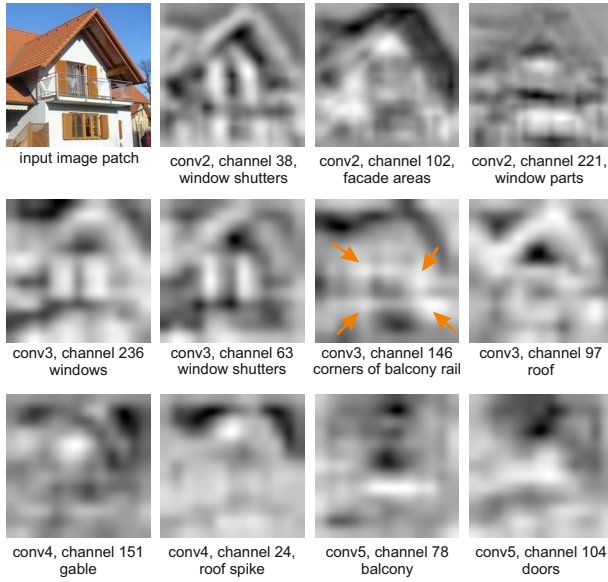 input image patch
conv2, channel 38,
window shutters
conv2, channel 102,
facade areas
conv2, channel 221,
window parts
conv3, channel 236
windows
conv3, channel 63
window shutters
conv3, channel 146
corners of balcony rail
conv3, channel 97
roof
conv4, channel 151
gable
conv4, channel 24,
roof spike
conv5, channel 78
balcony
conv5, channel 104
doors